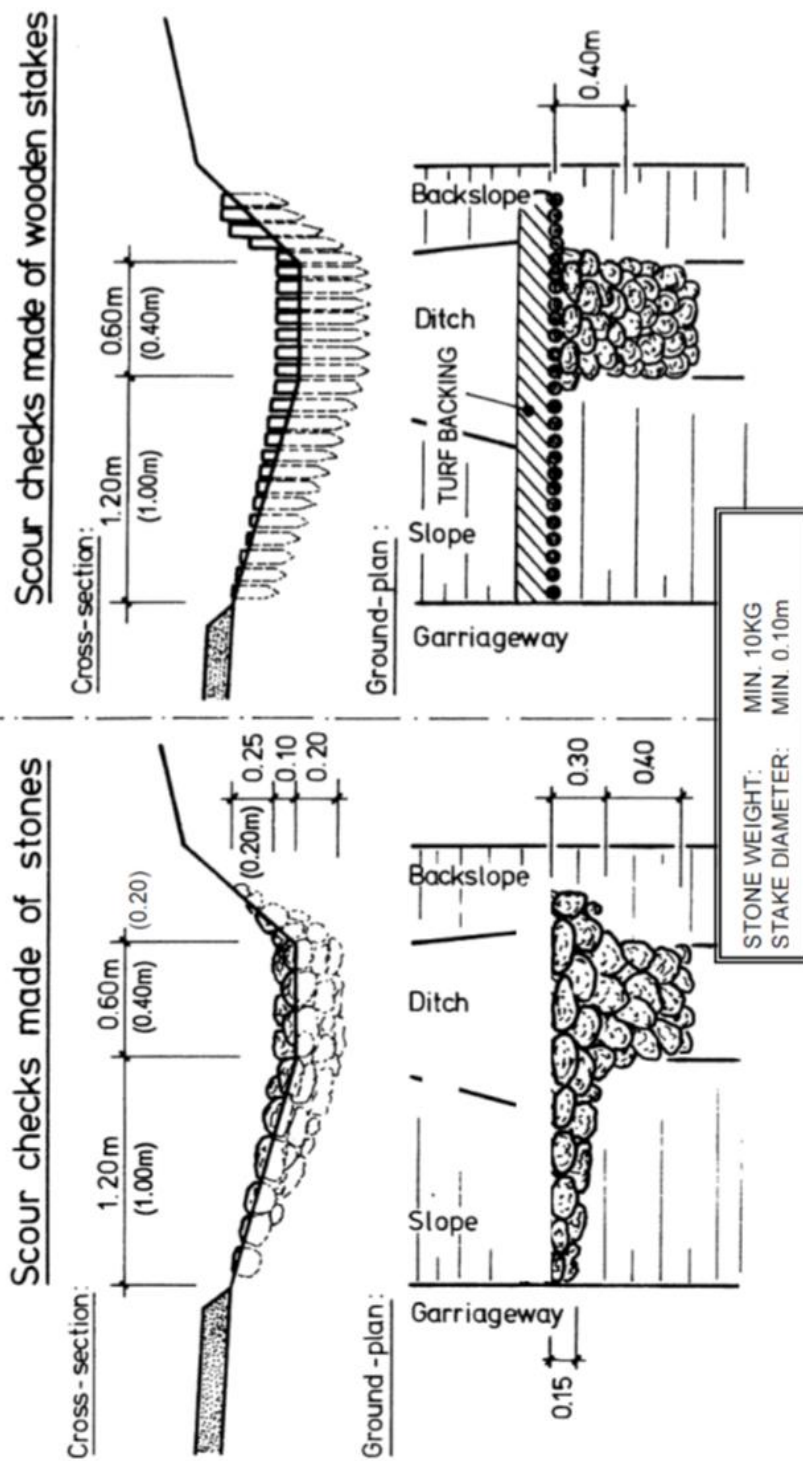 Scour checks made of stones
Cross-section:
1.20m
(1.00m)
0.60m
(0.40m)
(0.20)
(0.20m)
0.25
0.10
0.20
Ground-plan:
Garriageway
Slope
Ditch
Backslope
0.15
0.30
0.40
Scour checks made of wooden stakes
Cross-section:
1.20m
(1.00m)
0.60m
(0.40m)
Ground-plan:
Garriageway
Slope
TURF BACKING
Ditch
Backslope
0.40m
STONE WEIGHT: MIN. 10KG
STAKE DIAMETER: MIN. 0.10m